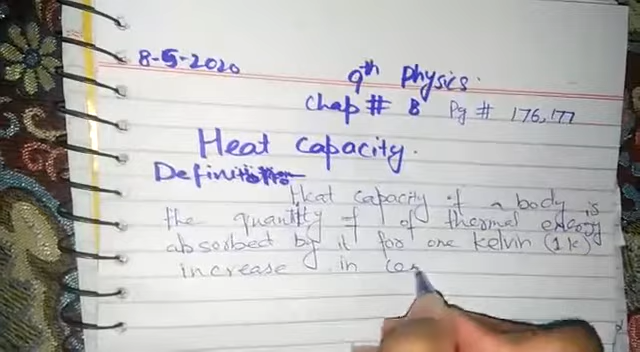 8-5-2020
9th Physics.
Chap # 8 Pg # 176,177
Heat capacity.
Definition
Heat capacity of a body is
the quantity of of thermal energy
absorbed by it for one kelvin (1K)
increase in